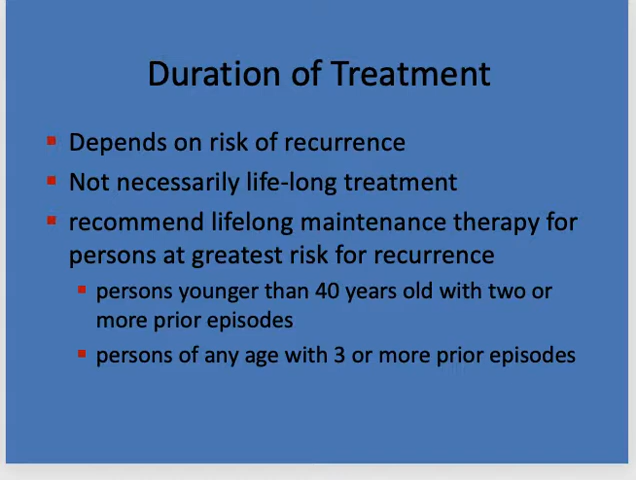 Duration of Treatment
Depends on risk of recurrence
Not necessarily life-long treatment
recommend lifelong maintenance therapy for
persons at greatest risk for recurrence
persons younger than 40 years old with two or
more prior episodes
persons of any age with 3 or more prior episodes